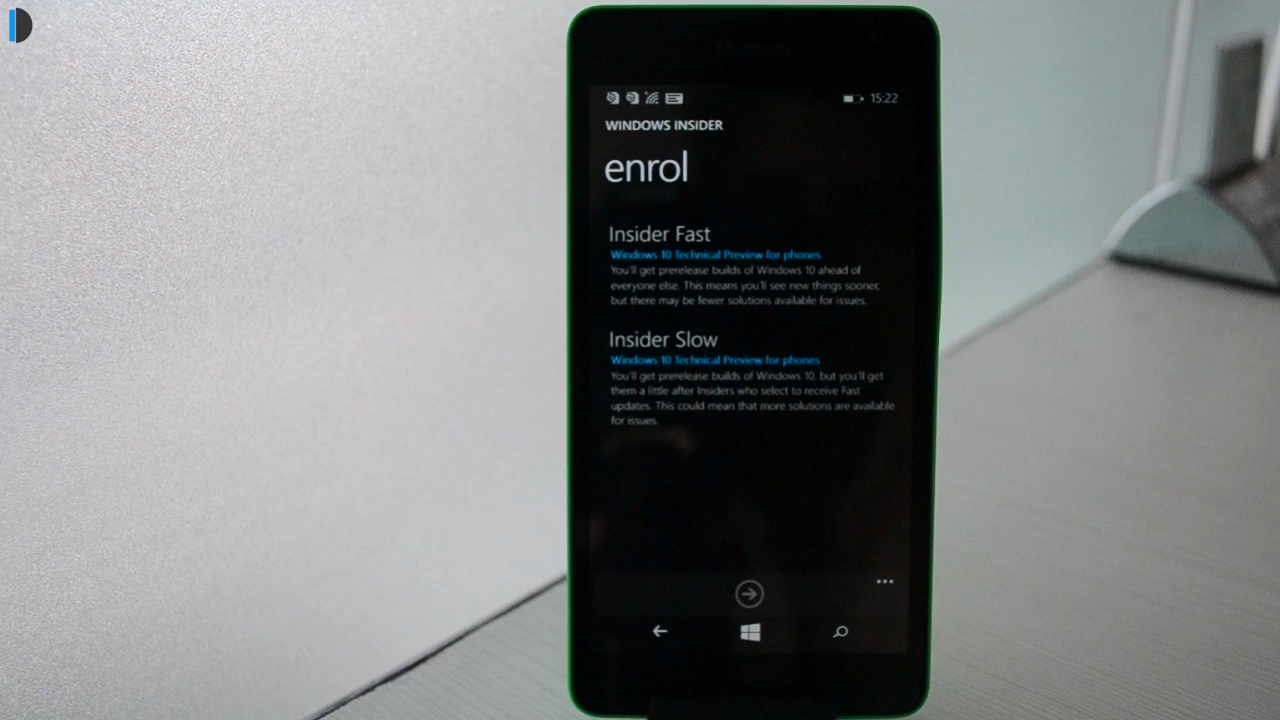 15:22
WINDOWS INSIDER
enrol
Insider Fast
Windows 10 Technical Preview for phones
You'll get prerelease builds of Windows 10 ahead of
everyone else. This means you'll see new things sooner,
but there may be fewer solutions available for issues.
Insider Slow
Windows 10 Technical Preview for phones
You'll get prerelease builds of Windows 10, but you'll get
them a little after Insiders who select to receive Fast
updates. This could mean that more solutions are available
for issues.